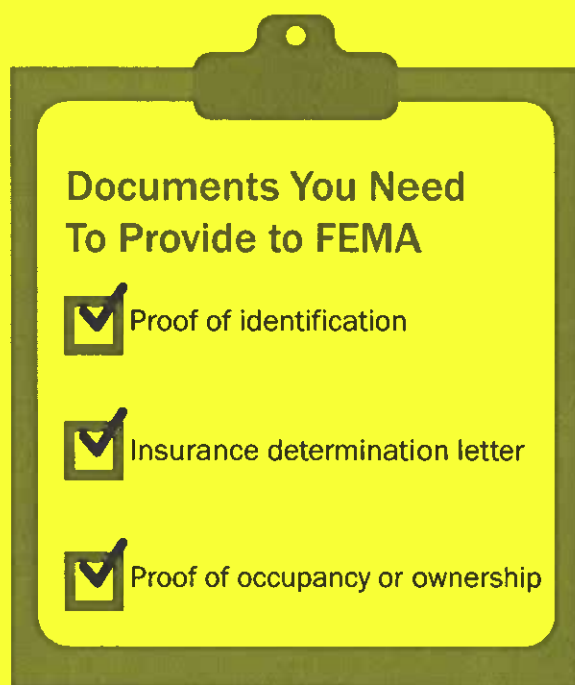 Documents You Need
To Provide to FEMA
Proof of identification
Insurance determination letter
Proof of occupancy or ownership